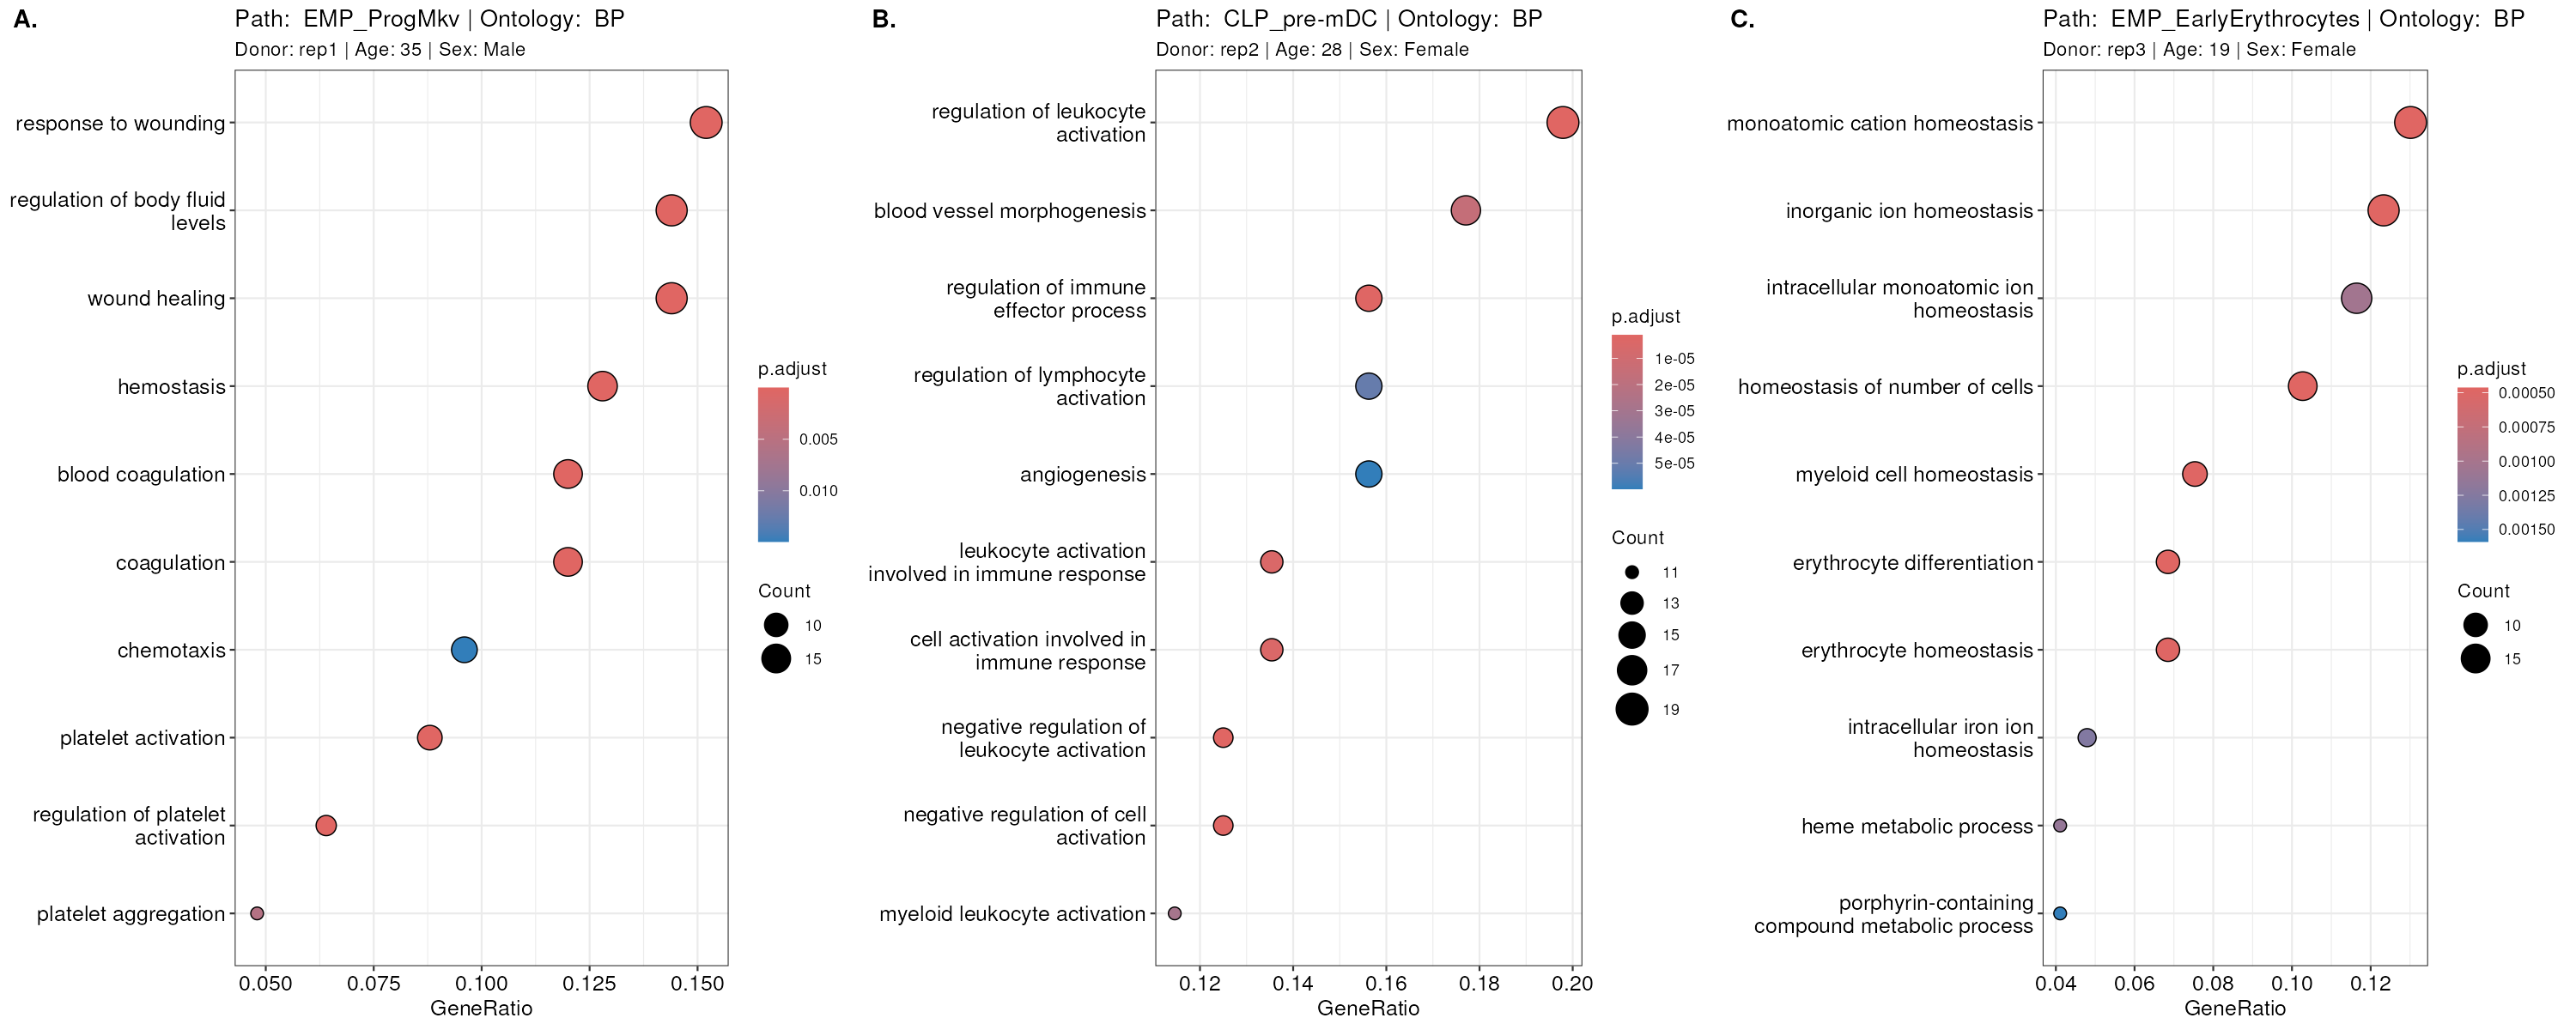 A.
Path:  EMP_ProgMkv | Ontology:  BP
Donor: rep1 | Age: 35 | Sex: Male
response to wounding
regulation of body fluid
levels
wound healing
hemostasis
blood coagulation
coagulation
chemotaxis
platelet activation
regulation of platelet
activation
platelet aggregation
0.050 0.075 0.100 0.125 0.150
GeneRatio
p.adjust
0.005
0.010
Count
10
15
B.
Path:  CLP_pre-mDC | Ontology:  BP
Donor: rep2 | Age: 28 | Sex: Female
regulation of leukocyte
activation
blood vessel morphogenesis
regulation of immune
effector process
regulation of lymphocyte
activation
angiogenesis
leukocyte activation
involved in immune response
cell activation involved in
immune response
negative regulation of
leukocyte activation
negative regulation of cell
activation
myeloid leukocyte activation
0.12 0.14 0.16 0.18 0.20
GeneRatio
p.adjust
1e-05
2e-05
3e-05
4e-05
5e-05
Count
11
13
15
17
19
C.
Path:  EMP_EarlyErythrocytes | Ontology:  BP
Donor: rep3 | Age: 19 | Sex: Female
monoatomic cation homeostasis
inorganic ion homeostasis
intracellular monoatomic ion
homeostasis
homeostasis of number of cells
myeloid cell homeostasis
erythrocyte differentiation
erythrocyte homeostasis
intracellular iron ion
homeostasis
heme metabolic process
porphyrin-containing
compound metabolic process
0.04 0.06 0.08 0.10 0.12
GeneRatio
p.adjust
0.00050
0.00075
0.00100
0.00125
0.00150
Count
10
15